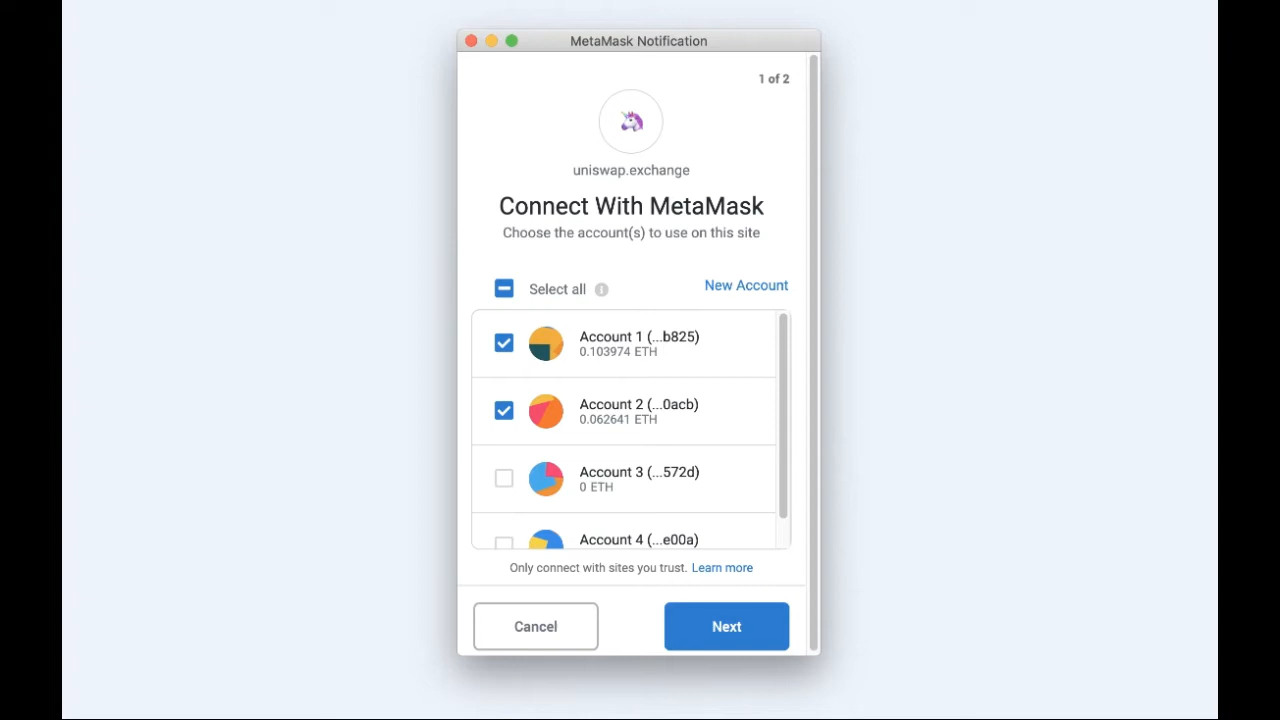 MetaMask Notification
1 of 2
uniswap.exchange
Connect With MetaMask
Choose the account(s) to use on this site
Select all
New Account
Account 1 (...b825)
0.103974 ETH
Account 2 (...0acb)
0.062641 ETH
Account 3 (...572d)
0 ETH
Account 4 (...e00a)
Only connect with sites you trust. Learn more
Cancel
Next